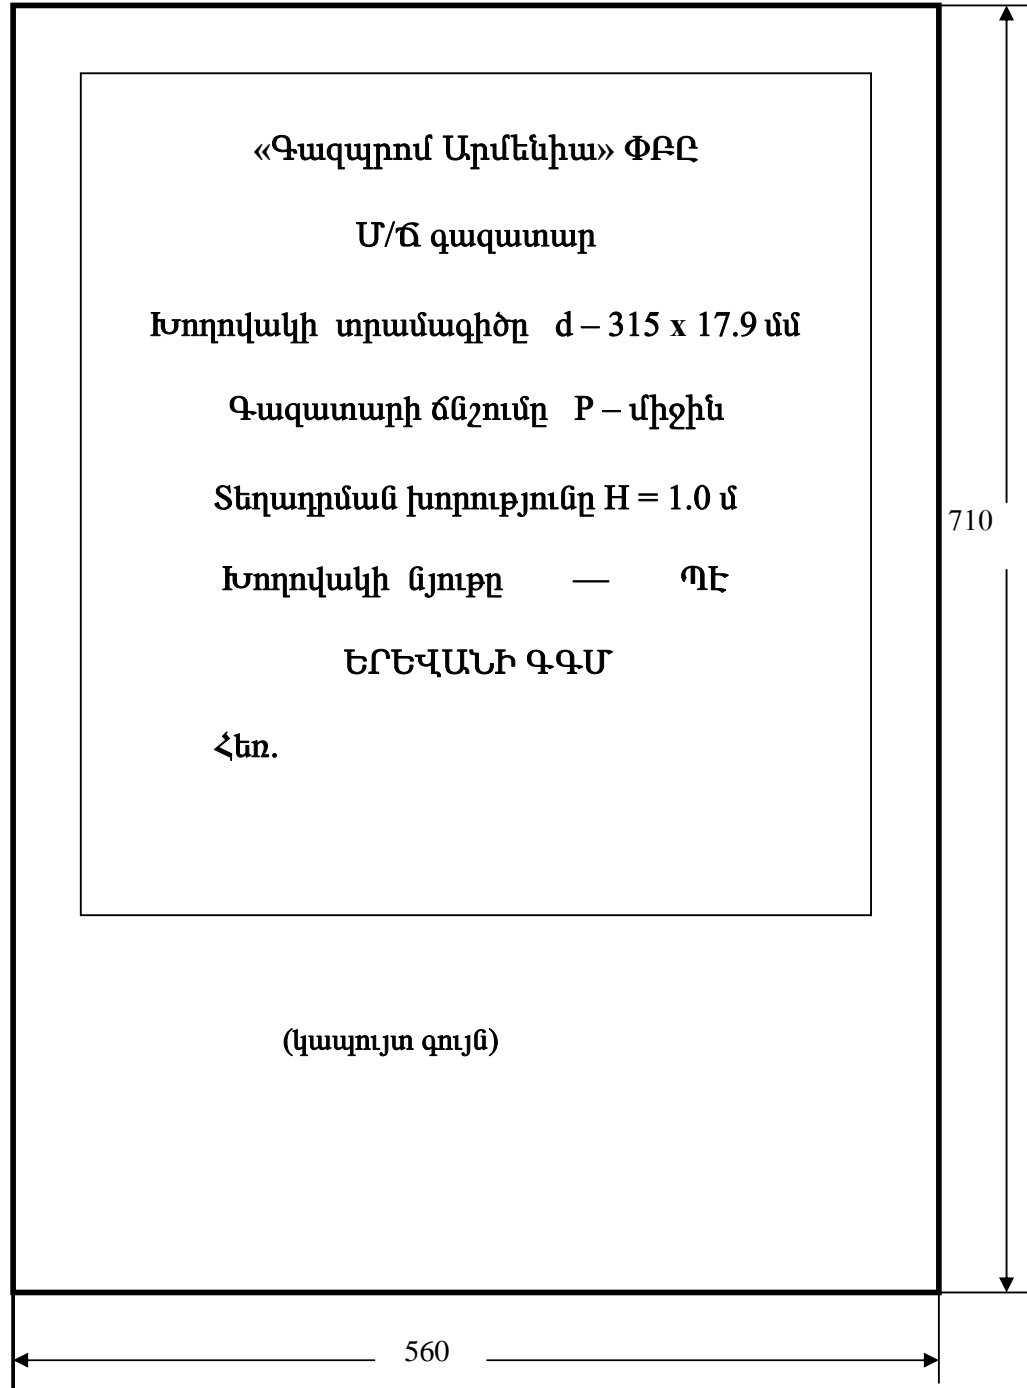 «Գազպրոմ Արմենիա» ՓԲԸ
Մ/Ճ գազատար
Խողովակի տրամագիծը d – 315 x 17.9 մմ
Գազատարի ճնշումը P – միջին
Տեղադրման խորությունը H = 1.0 մ
710
Խողովակի նյութը — ՊԷ
ԵՐԵՎԱՆԻ ԳԳՄ
Հեռ.
(կապույտ գույն)
560